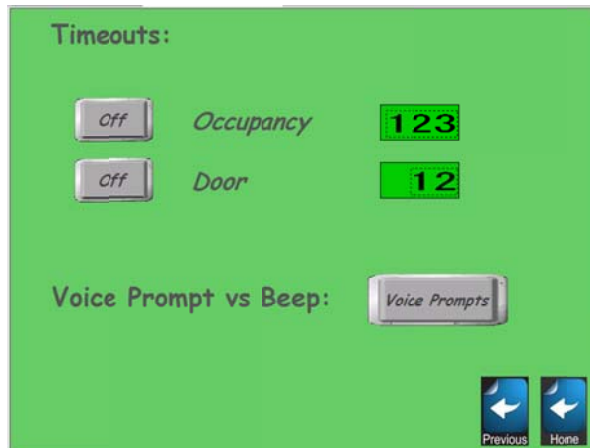 Timeouts:
Off Occupancy 123
Off Door 12
Voice Prompt vs Beep: Voice Prompts
Previous Home